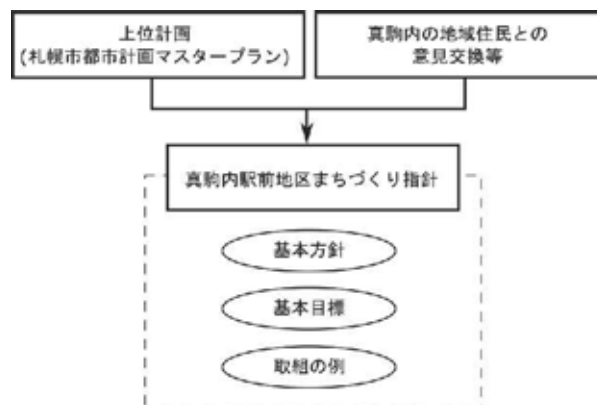 上位計画
(札幌市都市計画マスタープラン)
真駒内の地域住民との
意見交換等
真駒内駅前地区まちづくり指針
基本方針
基本目標
取組の例